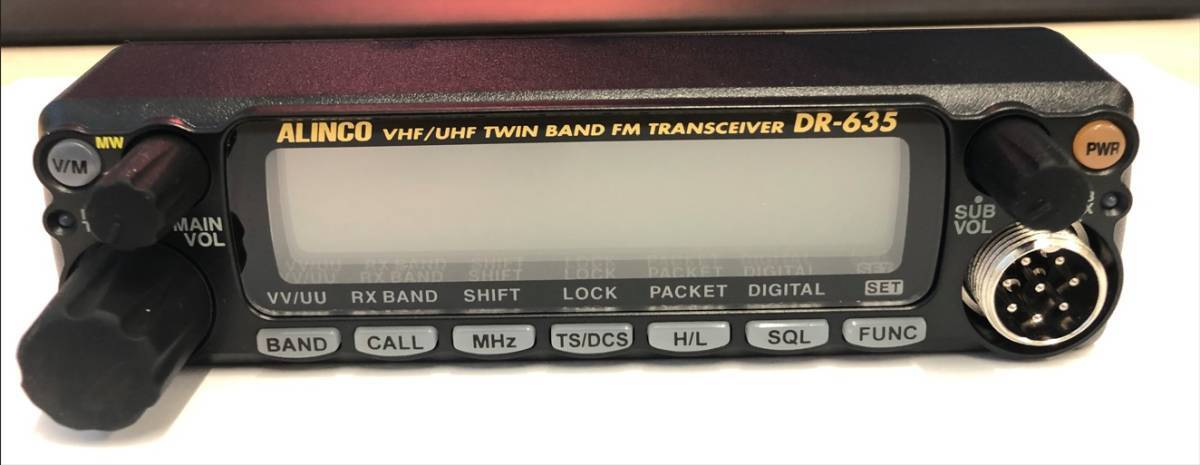 ALINCO VHF/UHF TWIN BAND FM TRANSCEIVER DR-635
MW
V/M
PWR
MAIN
VOL
SUB
VOL
VV/UU RX BAND SHIFT LOCK PACKET DIGITAL SET
BAND CALL MHz TS/DCS H/L SQL FUNC